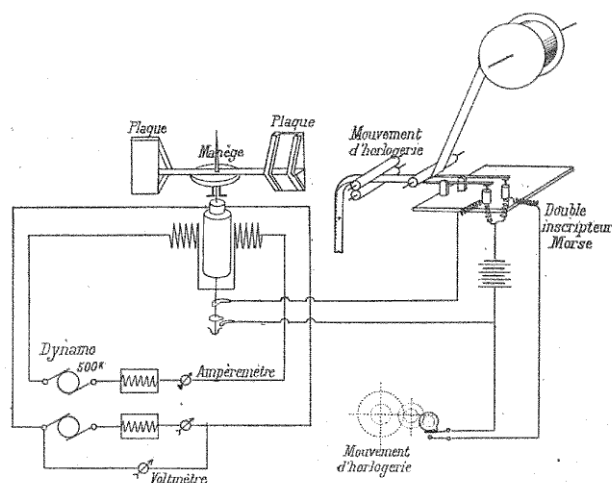 Plaque
Plaque
Manège
Mouvement
d'horlogerie
Double
inscripteur
Morse
Dynamo
500K
Ampèremètre
Voltmètre
Mouvement
d'horlogerie